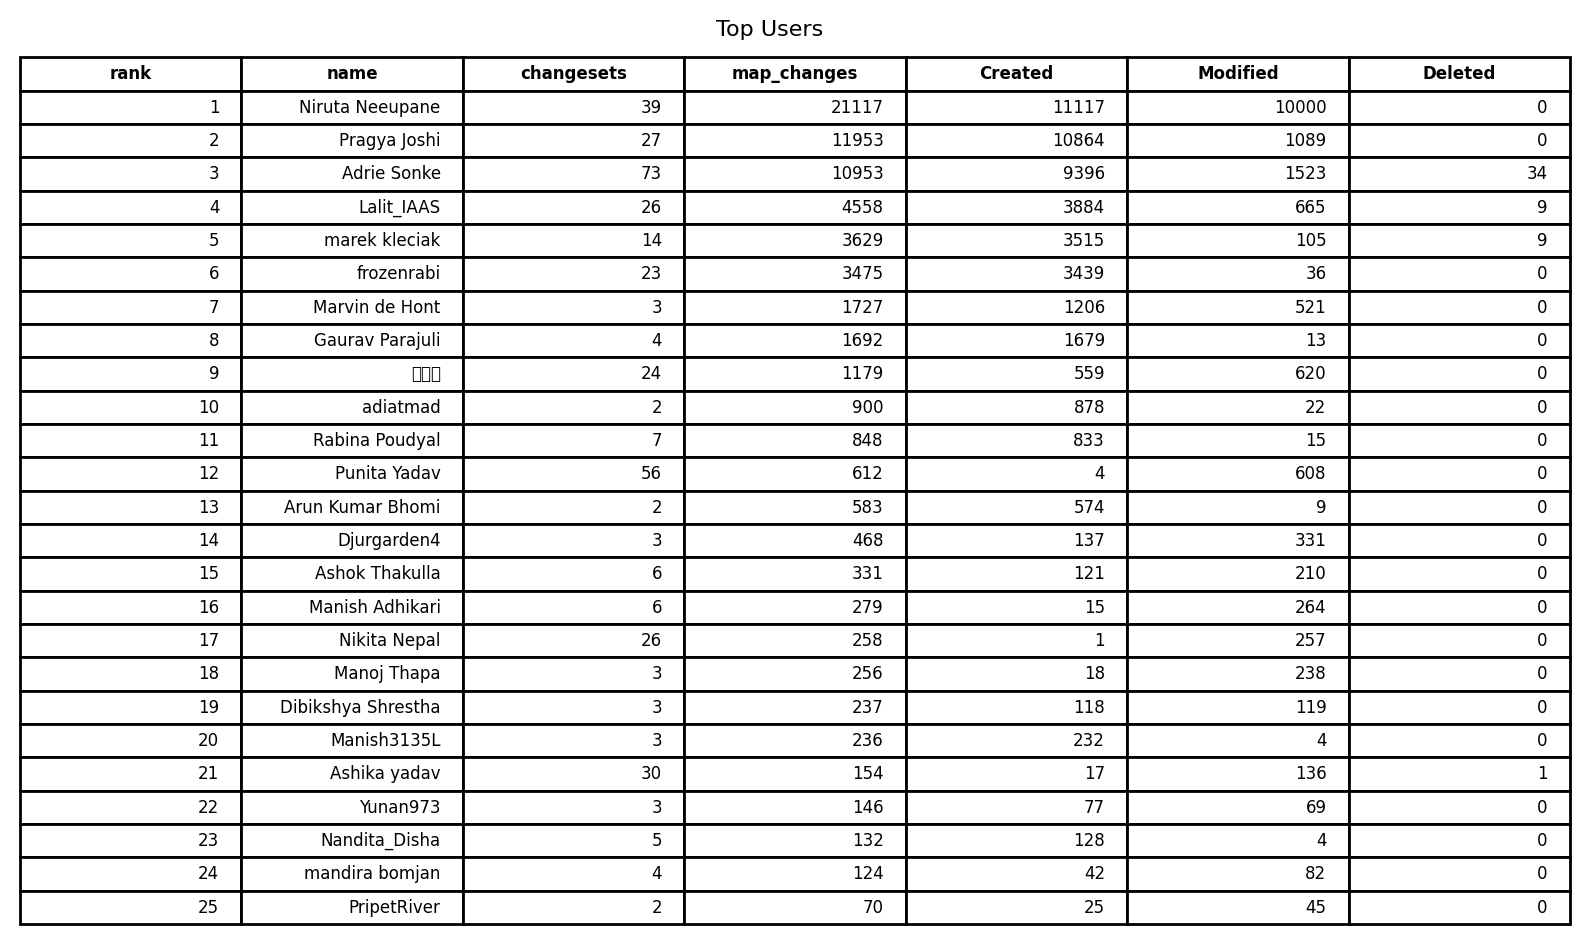 Top Users
rank name changesets map_changes Created Modified Deleted
1 Niruta Neeupane 39 21117 11117 10000 0
2 Pragya Joshi 27 11953 10864 1089 0
3 Adrie Sonke 73 10953 9396 1523 34
4 Lalit_IAAS 26 4558 3884 665 9
5 marek kleciak 14 3629 3515 105 9
6 frozenrabi 23 3475 3439 36 0
7 Marvin de Hont 3 1727 1206 521 0
8 Gaurav Parajuli 4 1692 1679 13 0
9 24 1179 559 620 0
10 adiatmad 2 900 878 22 0
11 Rabina Poudyal 7 848 833 15 0
12 Punita Yadav 56 612 4 608 0
13 Arun Kumar Bhomi 2 583 574 9 0
14 Djurgarden4 3 468 137 331 0
15 Ashok Thakulla 6 331 121 210 0
16 Manish Adhikari 6 279 15 264 0
17 Nikita Nepal 26 258 1 257 0
18 Manoj Thapa 3 256 18 238 0
19 Dibikshya Shrestha 3 237 118 119 0
20 Manish3135L 3 236 232 4 0
21 Ashika yadav 30 154 17 136 1
22 Yunan973 3 146 77 69 0
23 Nandita_Disha 5 132 128 4 0
24 mandira bomjan 4 124 42 82 0
25 PripetRiver 2 70 25 45 0